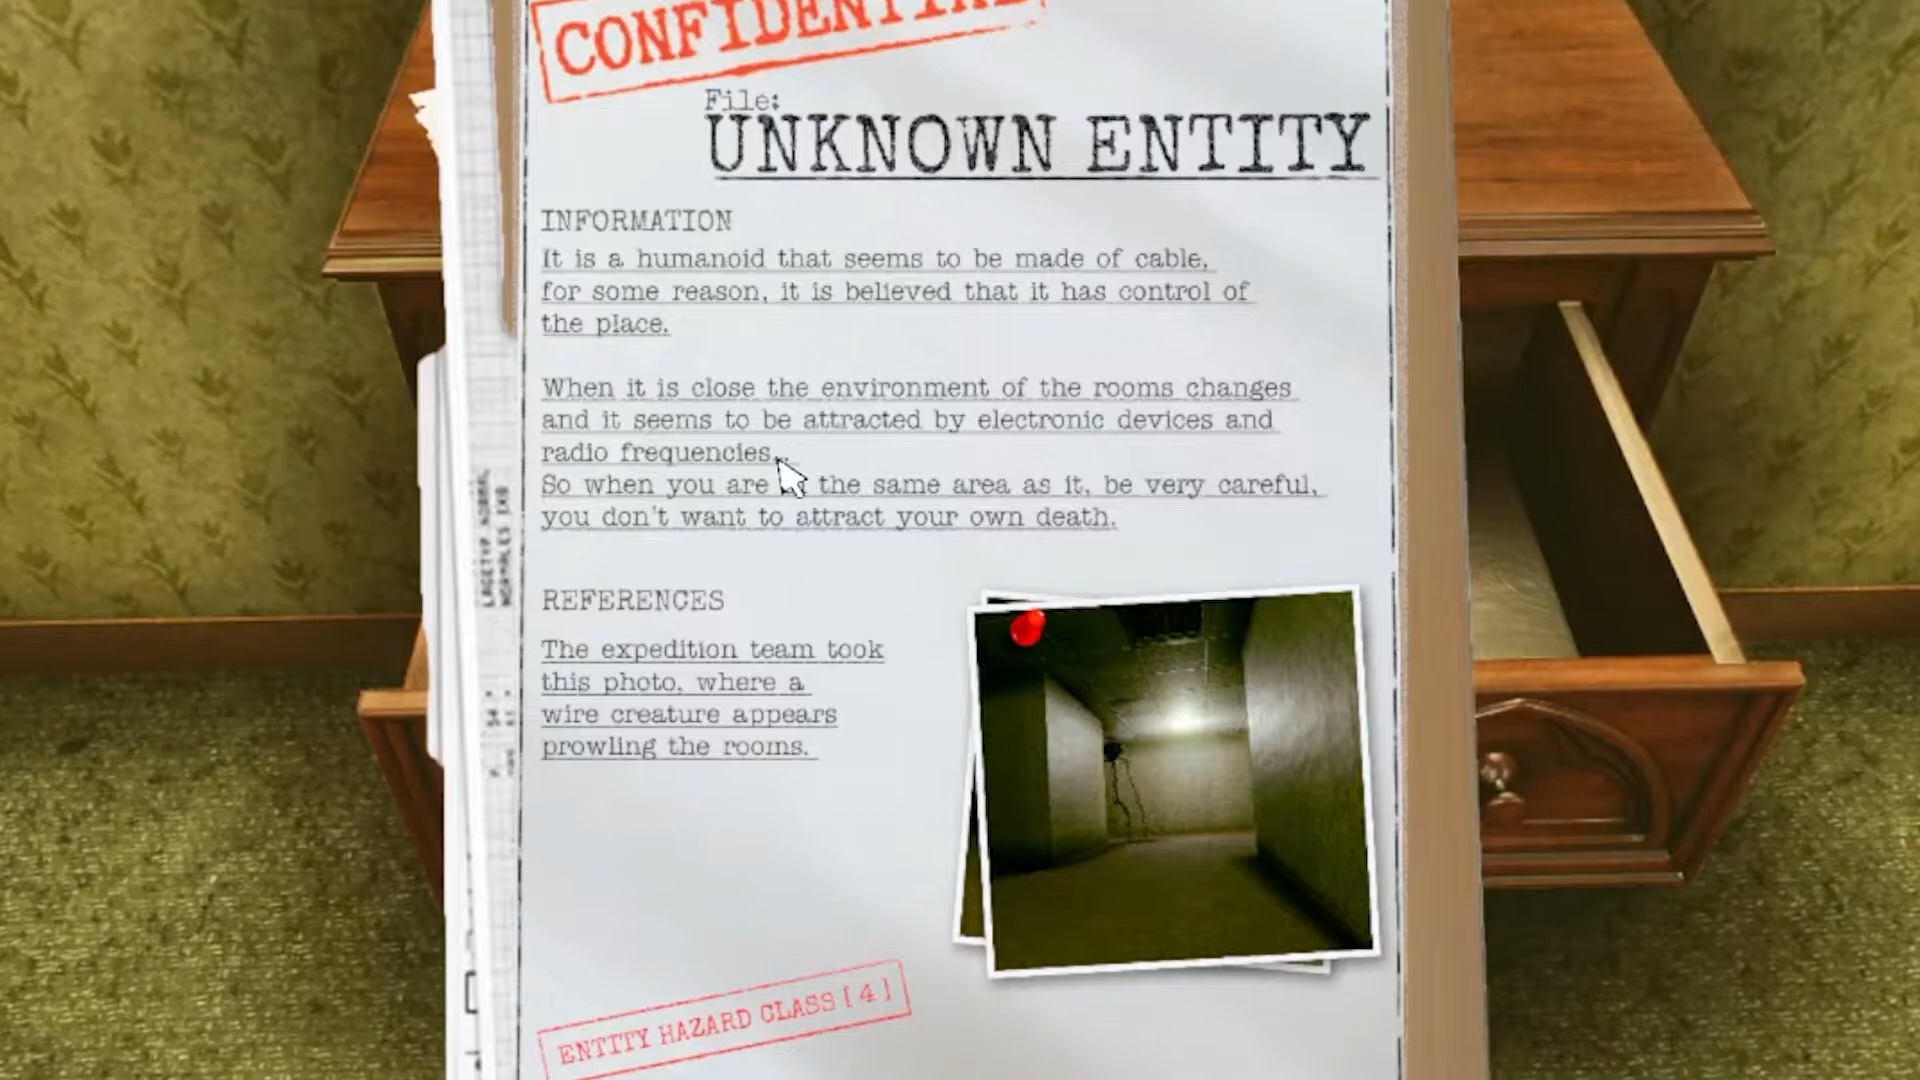 CONFIDENTIAL
File:
UNKNOWN ENTITY
INFORMATION
It is a humanoid that seems to be made of cable,
for some reason, it is believed that it has control of
the place.
When it is close the environment of the rooms changes
and it seems to be attracted by electronic devices and
radio frequencies.
So when you are the same area as it, be very careful,
you don't want to attract your own death.
REFERENCES
The expedition team took
this photo, where a
wire creature appears
prowling the rooms.
ENTITY HAZARD CLASS [4]